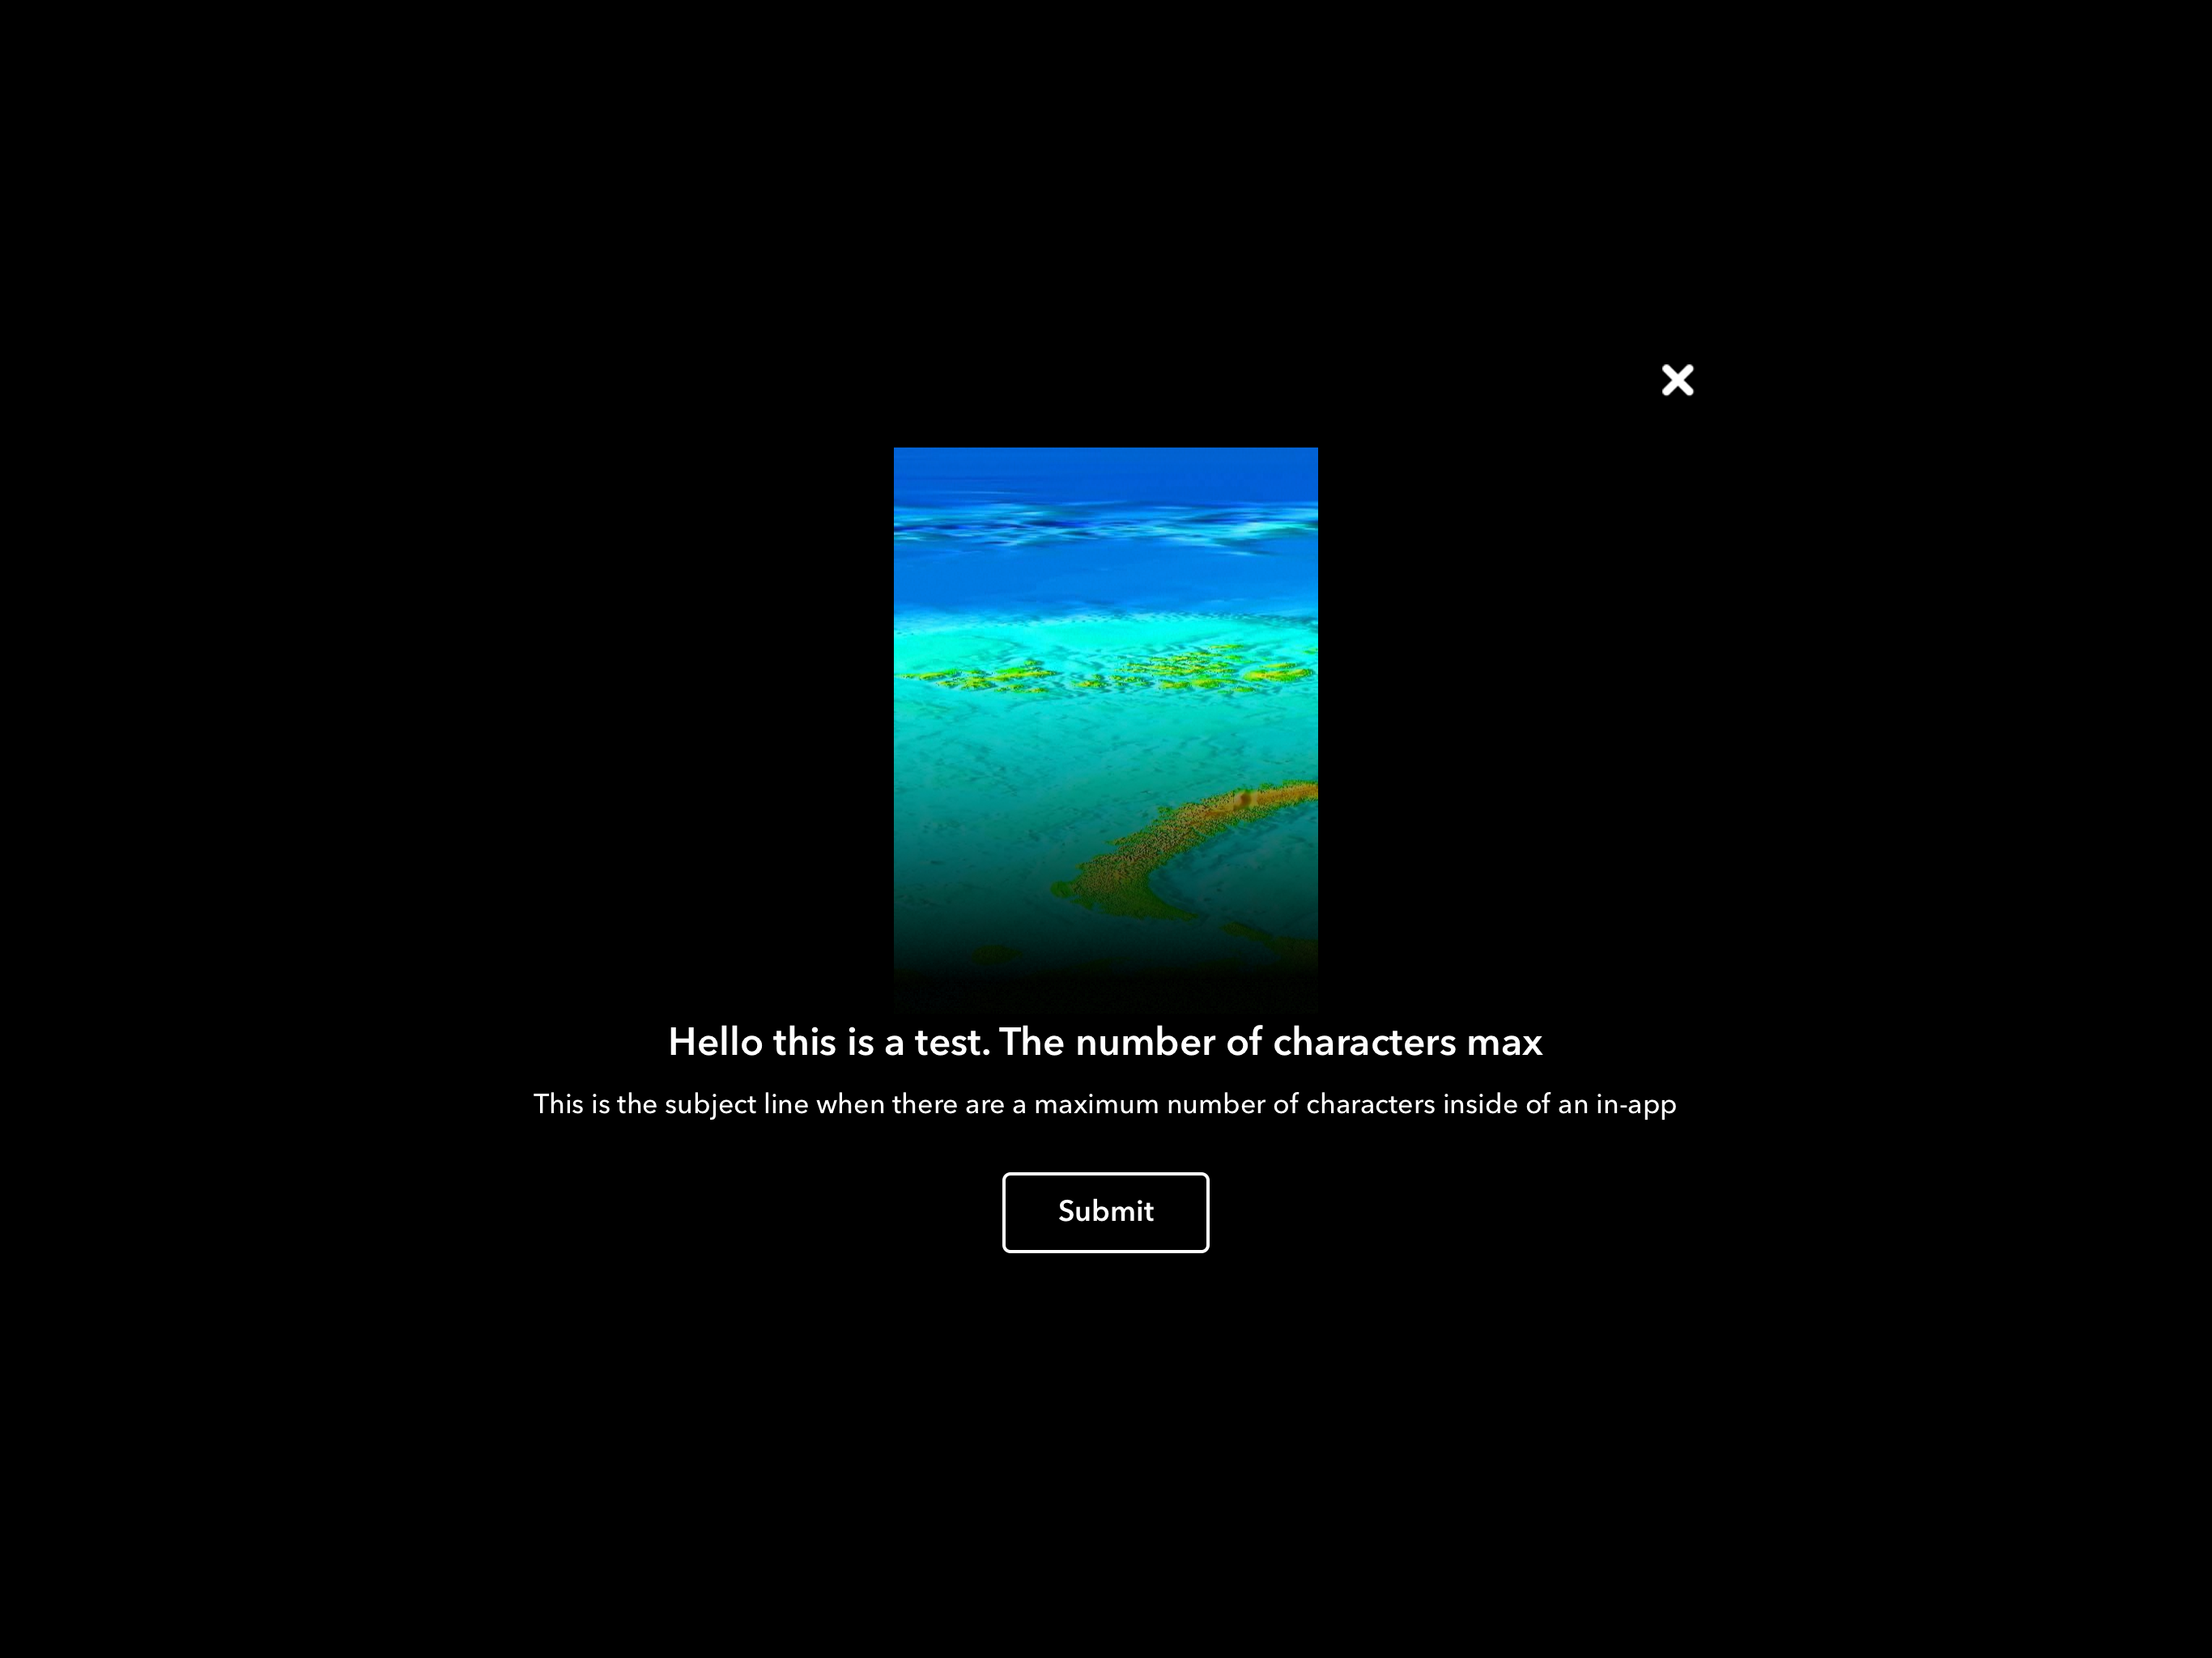 Hello this is a test. The number of characters max
This is the subject line when there are a maximum number of characters inside of an in-app
Submit